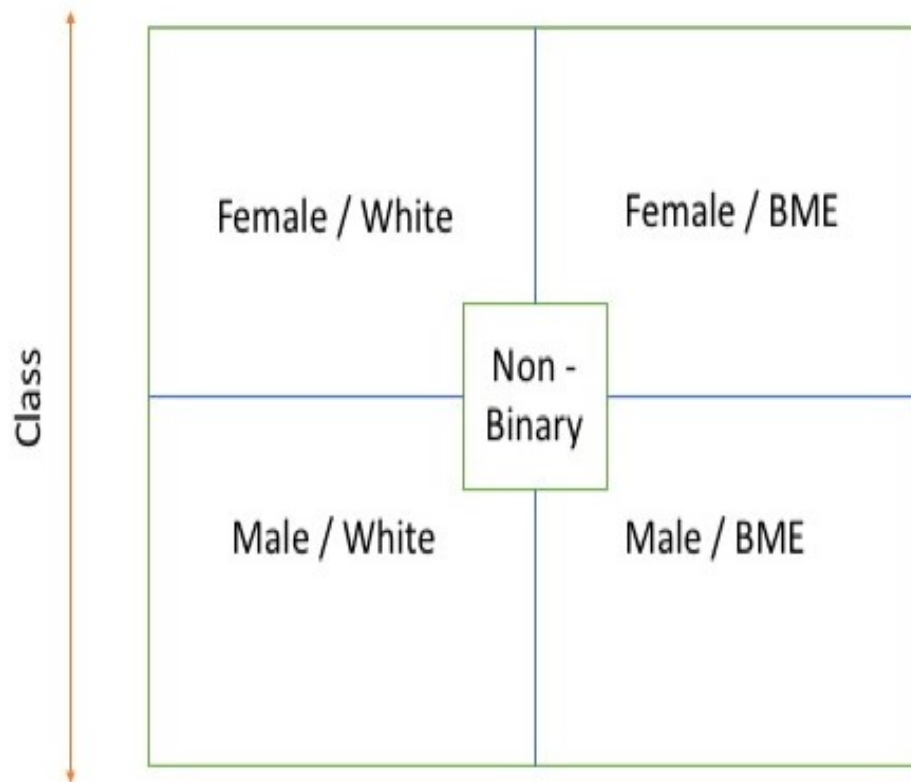 Female / White
Female / BME
Class
Non -
Binary
Male / White
Male / BME